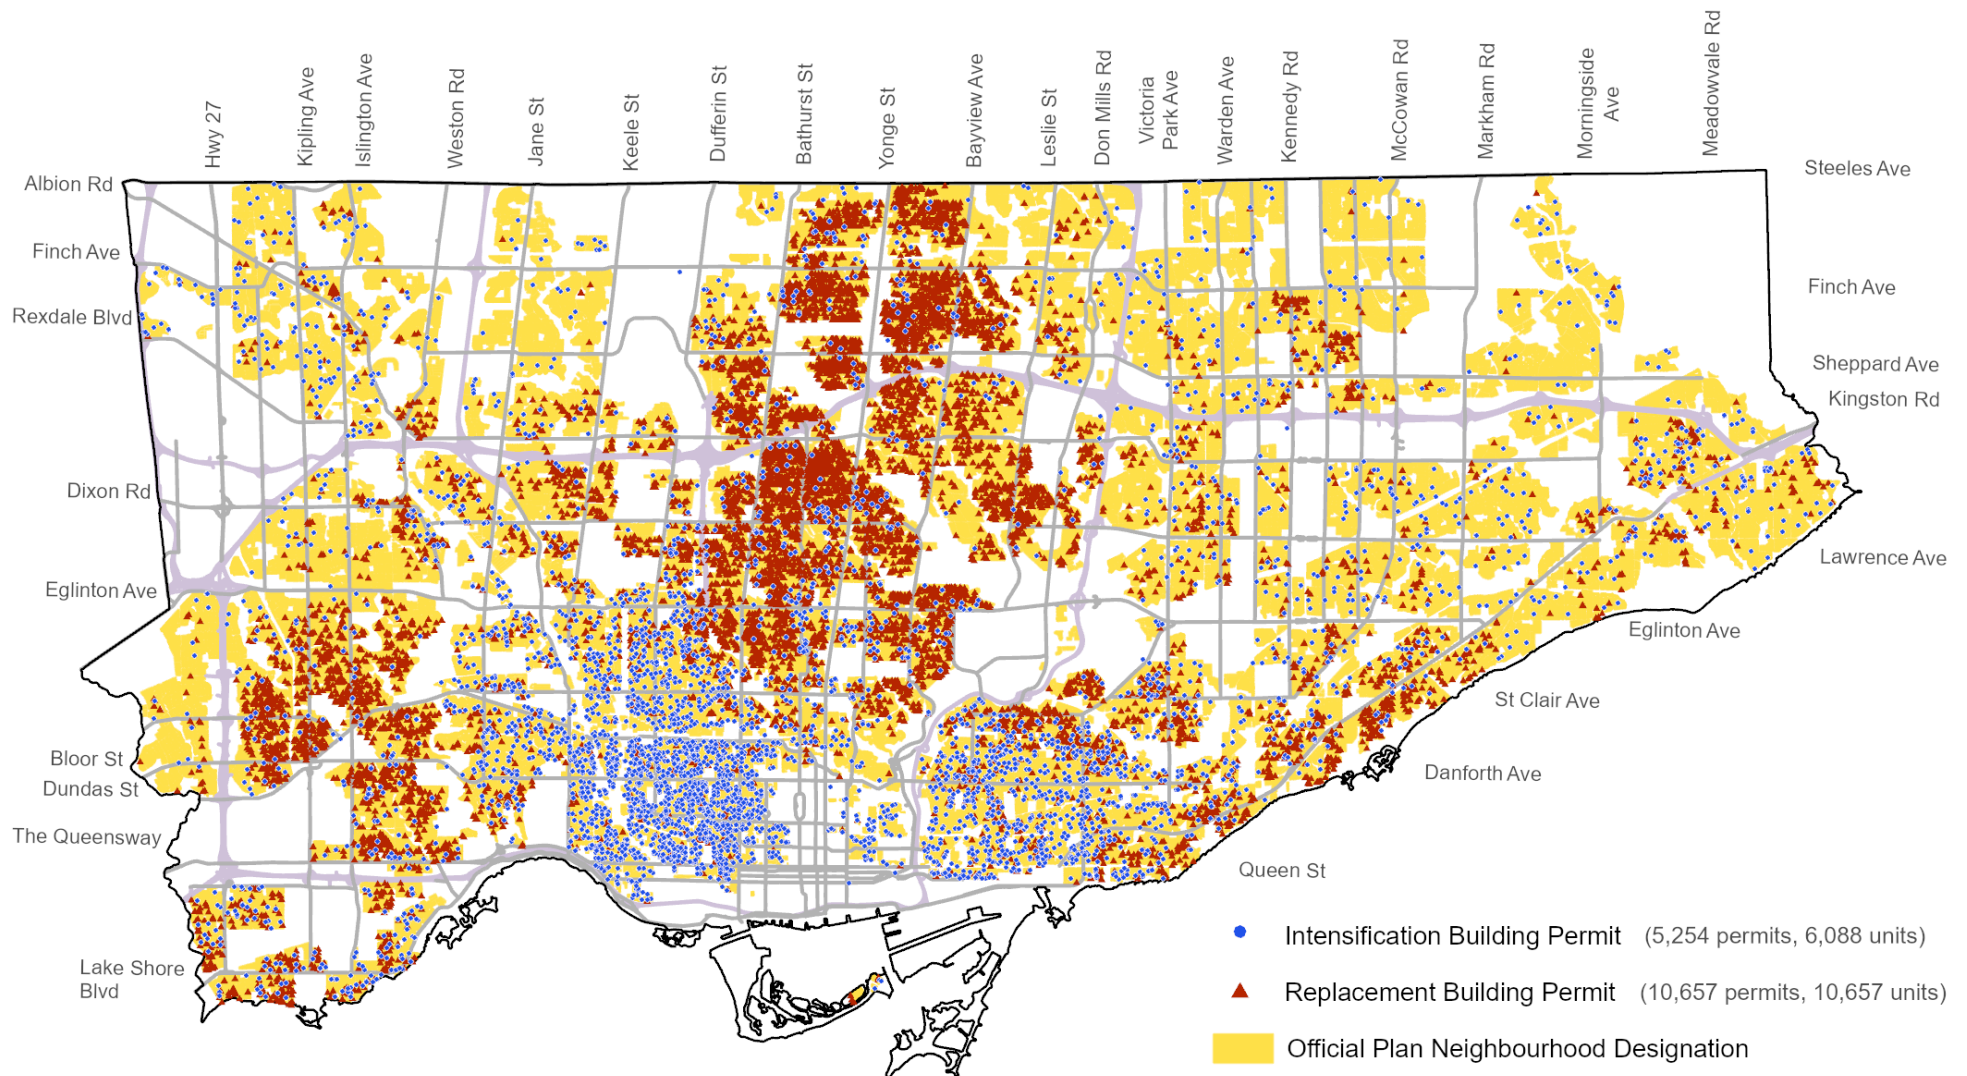 Hwy 27
Kipling Ave
Islington Ave
Weston Rd
Jane St
Keele St
Dufferin St
Bathurst St
Yonge St
Bayview Ave
Leslie St
Don Mills Rd
Victoria
Park Ave
Warden Ave
Kennedy Rd
McCowan Rd
Markham Rd
Morningside
Ave
Meadowvale Rd
Albion Rd
Finch Ave
Rexdale Blvd
Dixon Rd
Eglinton Ave
Bloor St
Dundas St
The Queensway
Lake Shore
Blvd
Steeles Ave
Finch Ave
Sheppard Ave
Kingston Rd
Lawrence Ave
Eglinton Ave
St Clair Ave
Danforth Ave
Queen St
Intensification Building Permit (5,254 permits, 6,088 units)
Replacement Building Permit (10,657 permits, 10,657 units)
Official Plan Neighbourhood Designation